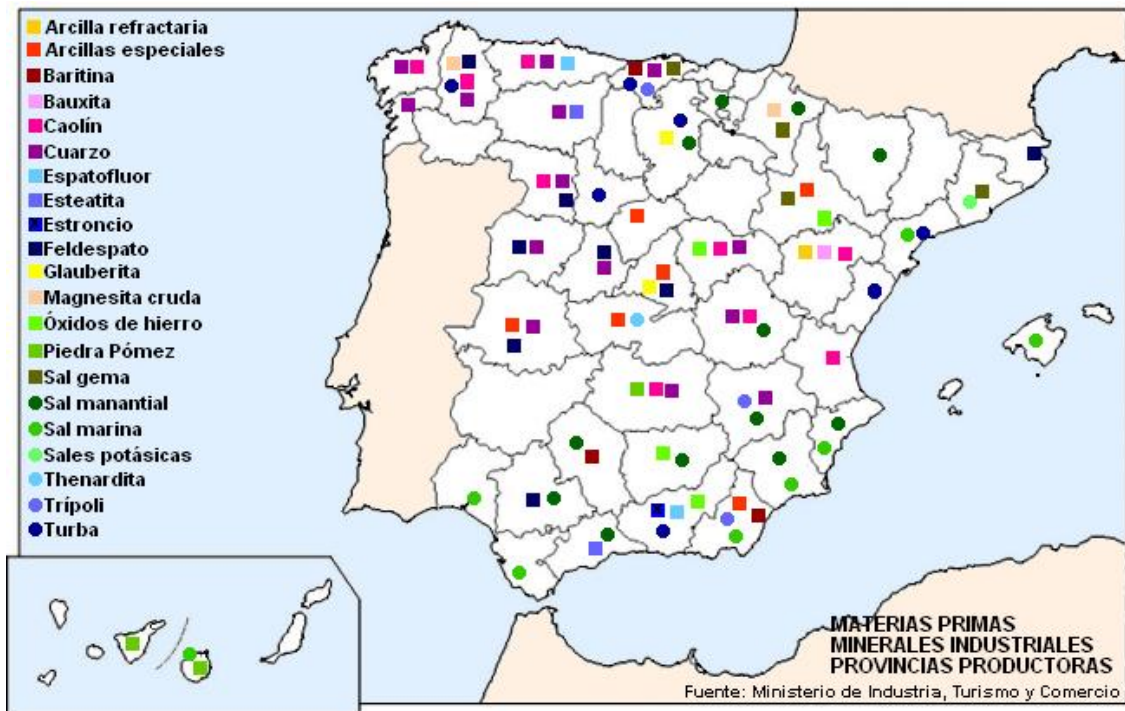 Arcilla refractaria
Arcillas especiales
Baritina
Bauxita
Caolín
Cuarzo
Espatofluor
Esteatita
Estroncio
Feldespato
Glauberita
Magnesita cruda
Óxidos de hierro
Piedra Pómez
Sal gema
Sal manantial
Sal marina
Sales potásicas
Thenardita
Trípoli
Turba
MATERIAS PRIMAS
MINERALES INDUSTRIALES
PROVINCIAS PRODUCTORAS
Fuente: Ministerio de Industria, Turismo y Comercio